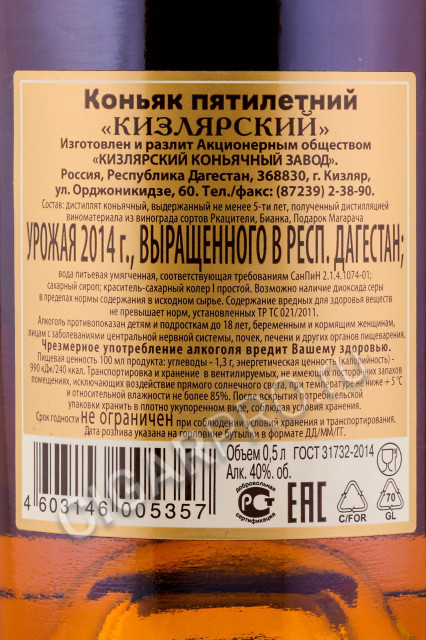 Коньяк пятилетний
«КИЗЛЯРСКИЙ»
Изготовлен и разлит Акционерным обществом
«КИЗЛЯРСКИЙ КОНЬЯЧНЫЙ ЗАВОД».
Россия, Республика Дагестан, 368830, г. Кизляр,
ул. Орджоникидзе, 60. Тел./факс: (87239) 2-38-90.
Состав: дистиллят коньячный, выдержанный не менее 5-ти лет, полученный дистилляцией
виноматериала из винограда сортов Ркацители, Бианка, Подарок Магарача
УРОЖАЯ 2014 г., ВЫРАЩЕННОГО В РЕСП. ДАГЕСТАН;
вода питьевая умягченная, соответствующая требованиям СанПиН 2.1.4.1074-01;
сахарный сироп; краситель-сахарный колер I простой. Возможно наличие диоксида серы
в пределах нормы содержания в исходном сырье. Содержание вредных для здоровья веществ
не превышает норм, установленных ТР ТС 021/2011.
Алкоголь противопоказан детям и подросткам до 18 лет, беременным и кормящим женщинам,
лицам с заболеваниями центральной нервной системы, почек, печени и других органов пищеварения.
Чрезмерное употребление алкоголя вредит Вашему здоровью.
Пищевая ценность 100 мл продукта: углеводы - 1,3 г, энергетическая ценность (калорийность) -
990 кДж/240 ккал. Транспортировка и хранение в вентилируемых, не имеющих посторонних запахов
помещениях, исключающих воздействие прямого солнечного света, при температуре не ниже + 5 °С
и относительной влажности не более 85%. После вскрытия потребительской
упаковки хранить в плотно укупоренном виде, соблюдая условия хранения.
Срок годности не ограничен при соблюдении условий хранения и транспортирования.
Дата розлива указана на горловине бутылки в формате ДД/ММ/ГГ.
Объем 0,5 л ГОСТ 31732-2014
Алк. 40% об.
4 603146 005357
добровольная
сертификация
РСТ
ЕАС
C/FOR
70
GL
CIGARPRO.ru